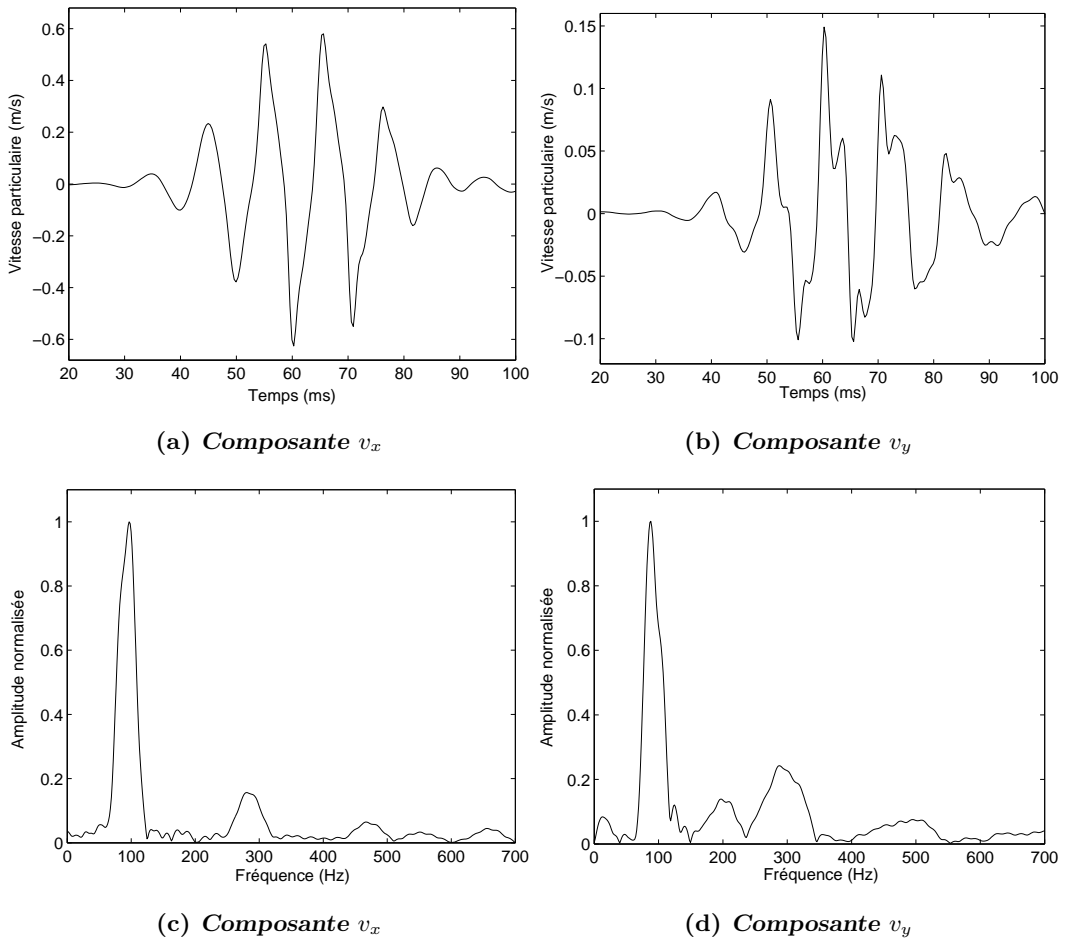 0.6
0.4
0.2
0
−0.2
−0.4
−0.6
Vitesse particulaire (m/s)
20 30 40 50 60 70 80 90 100
Temps (ms)
(a) Composante v_x
0.15
0.1
0.05
0
−0.05
−0.1
Vitesse particulaire (m/s)
20 30 40 50 60 70 80 90 100
Temps (ms)
(b) Composante v_y
1
0.8
0.6
0.4
0.2
0
Amplitude normalisée
0 100 200 300 400 500 600 700
Fréquence (Hz)
(c) Composante v_x
1
0.8
0.6
0.4
0.2
0
Amplitude normalisée
0 100 200 300 400 500 600 700
Fréquence (Hz)
(d) Composante v_y